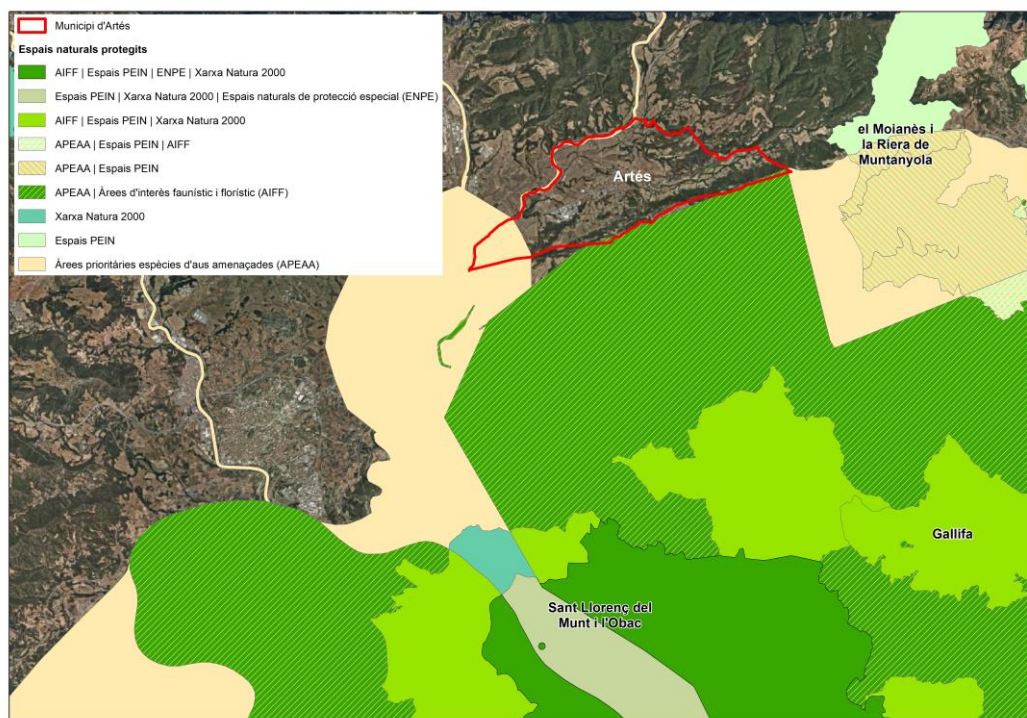 Municipi d'Artés
Espais naturals protegits
AIFF | Espais PEIN | ENPE | Xarxa Natura 2000
Espais PEIN | Xarxa Natura 2000 | Espais naturals de protecció especial (ENPE)
AIFF | Espais PEIN | Xarxa Natura 2000
APEAA | Espais PEIN | AIFF
APEAA | Espais PEIN
APEAA | Àrees d'interès faunístic i florístic (AIFF)
Xarxa Natura 2000
Espais PEIN
Àrees prioritàries espècies d'aus amenaçades (APEAA)
el Moianès i
la Riera de
Muntanyola
Artés
Gallifa
Sant Llorenç del
Munt i l'Obac